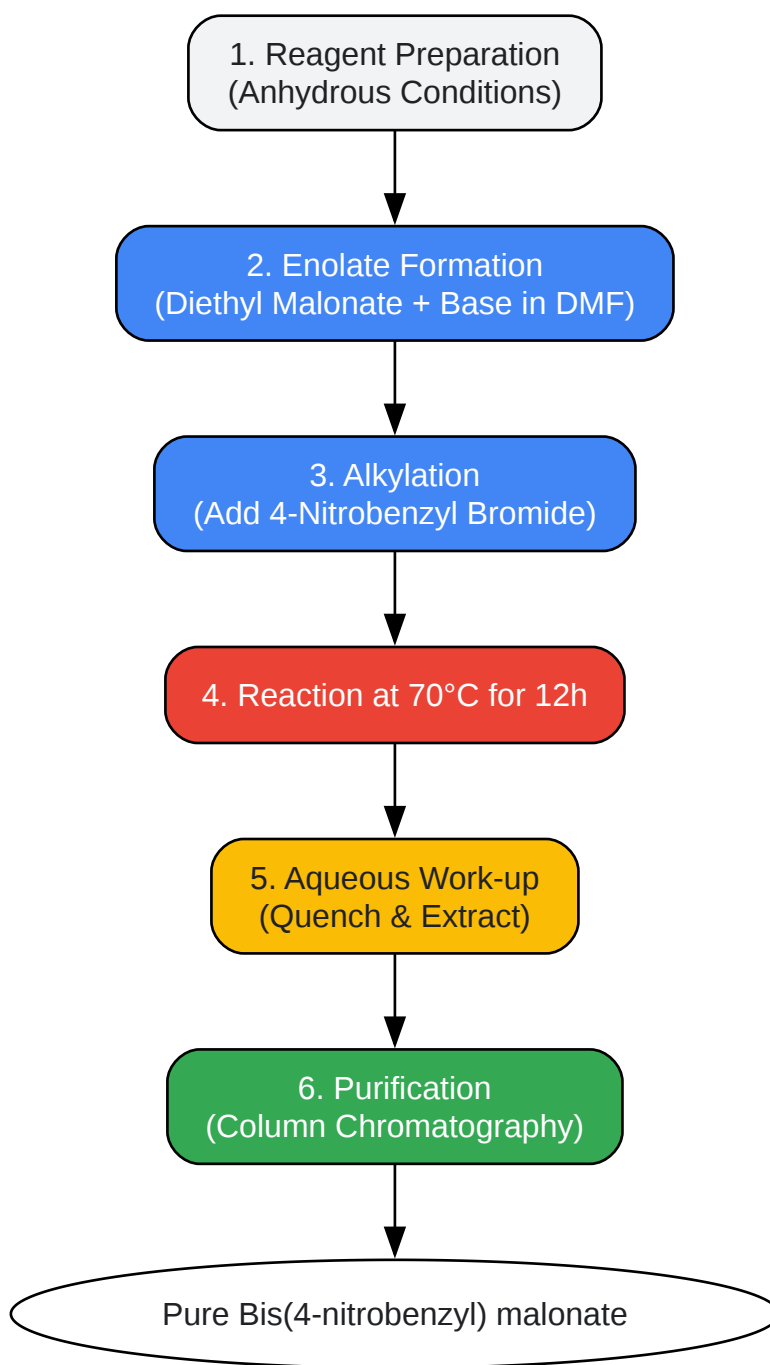 1. Reagent Preparation
(Anhydrous Conditions)
2. Enolate Formation
(Diethyl Malonate + Base in DMF)
3. Alkylation
(Add 4-Nitrobenzyl Bromide)
4. Reaction at 70°C for 12h
5. Aqueous Work-up
(Quench & Extract)
6. Purification
(Column Chromatography)
Pure Bis(4-nitrobenzyl) malonate